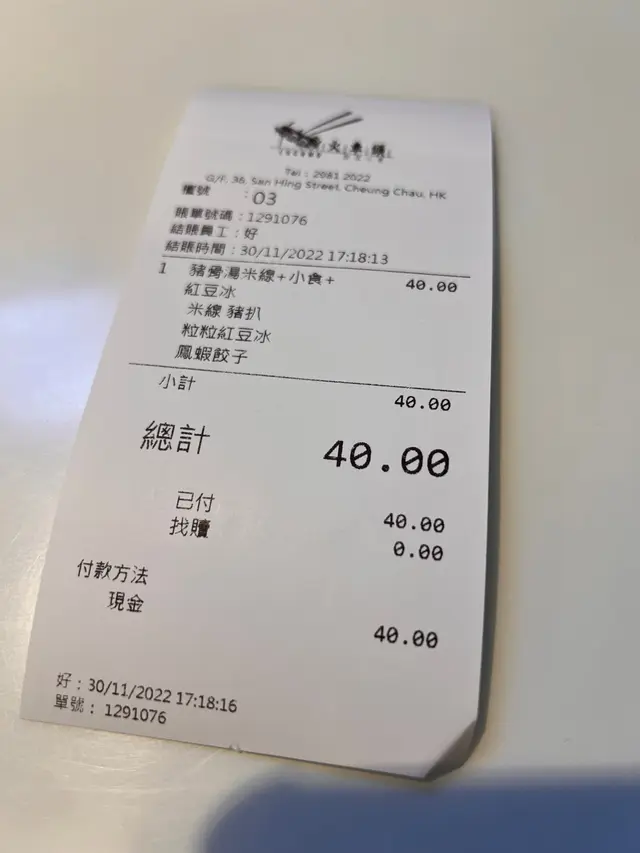 火車頭
Tel : 2981 2022
G/F, 36, San Hing Street, Cheung Chau, HK
檯號 : 03
賬單號碼 : 1291076
結賬員工 : 好
結賬時間 : 30/11/2022 17:18:13
1 豬骨湯米線+小食+ 40.00
紅豆冰
米線 豬扒
粒粒紅豆冰
鳳蝦餃子
小計 40.00
總計 40.00
已付 40.00
找贖 0.00
付款方法
現金 40.00
好 : 30/11/2022 17:18:16
單號 : 1291076